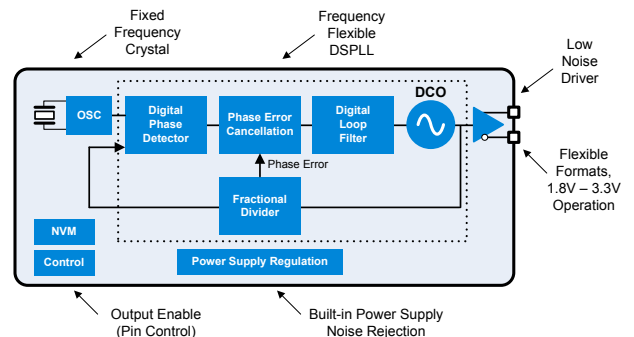 Fixed
Frequency
Crystal
Frequency
Flexible
DSPLL
Low
Noise
Driver
OSC
Digital
Phase
Detector
Phase Error
Cancellation
Digital
Loop
Filter
DCO
Phase Error
Fractional
Divider
Flexible
Formats,
1.8V – 3.3V
Operation
NVM
Control
Power Supply Regulation
Output Enable
(Pin Control)
Built-in Power Supply
Noise Rejection